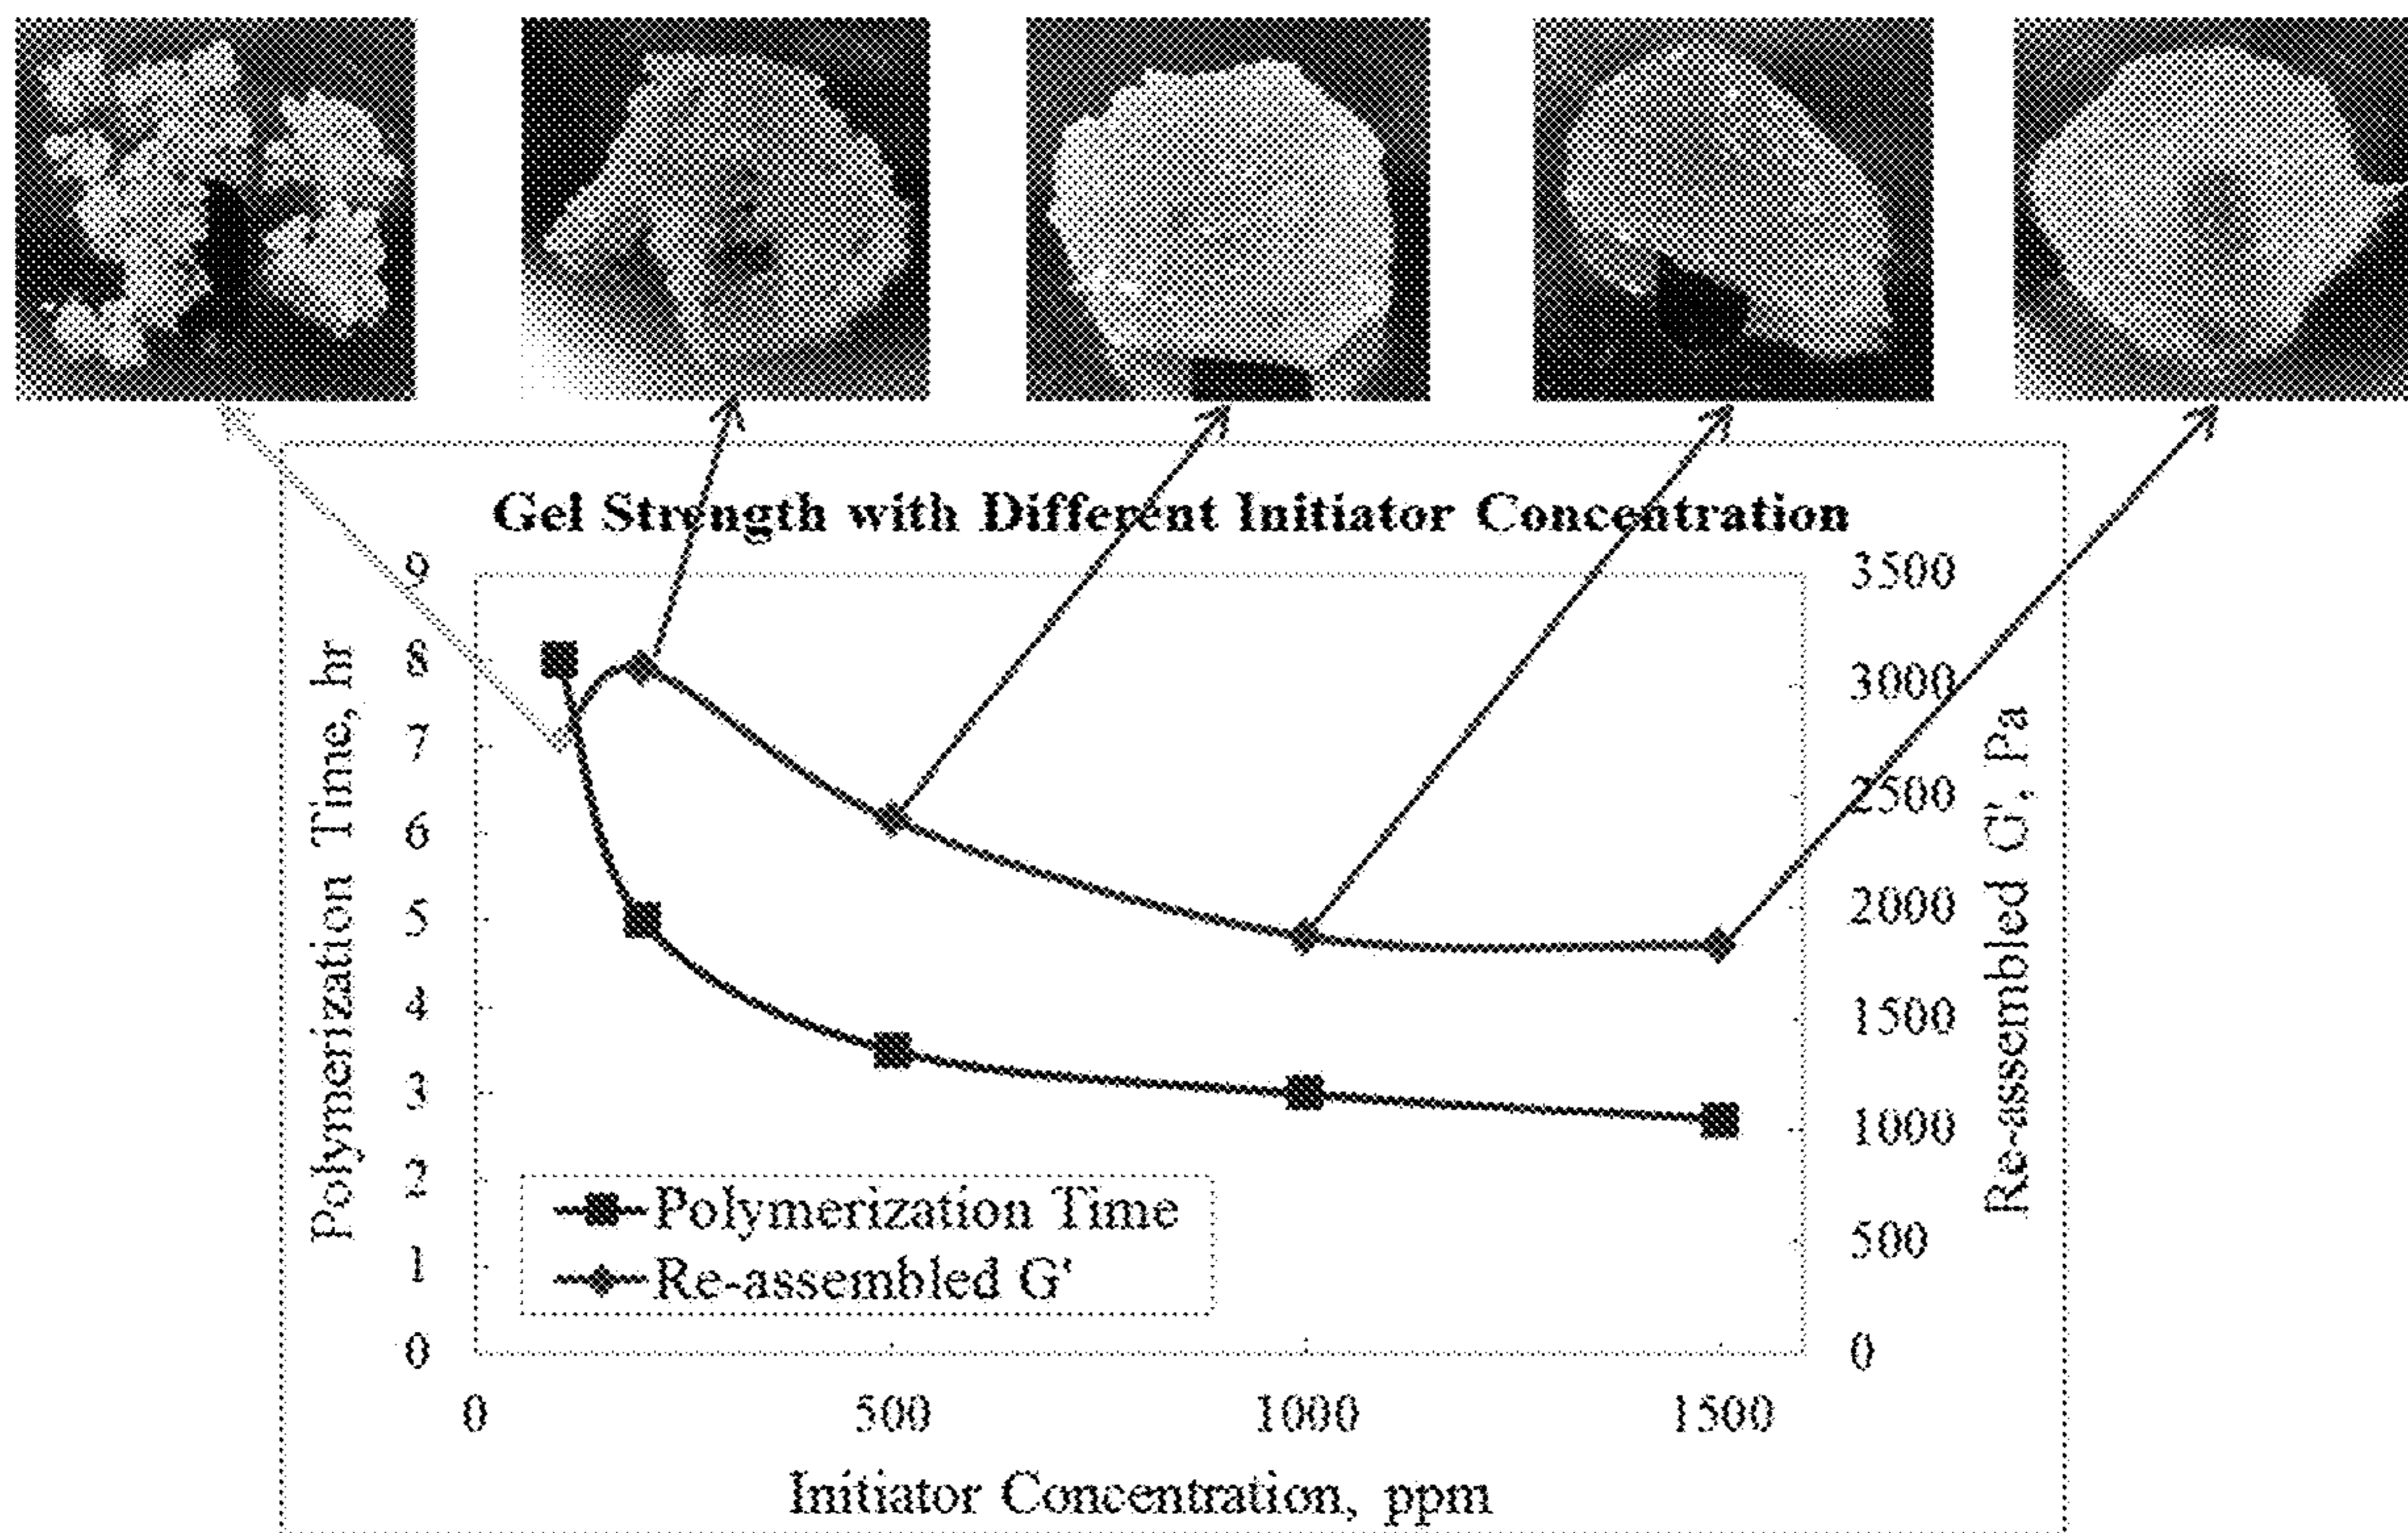 Gel Strength with Different Initiator Concentration
Polymerization Time, hr
9
8
7
6
5
4
3
2
1
0
3500
3000
2500
2000
1500
1000
500
0
Re-assembled G', Pa
Polymerization Time
Re-assembled G'
0 500 1000 1500
Initiator Concentration, ppm